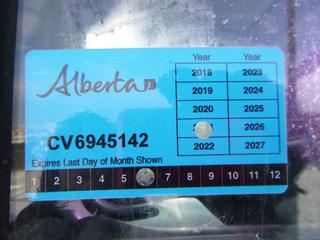 Alberta
Year Year
2018 2023
2019 2024
2020 2025
2026
2022 2027
CV6945142
Expires Last Day of Month Shown
1 2 3 4 5 7 8 9 10 11 12